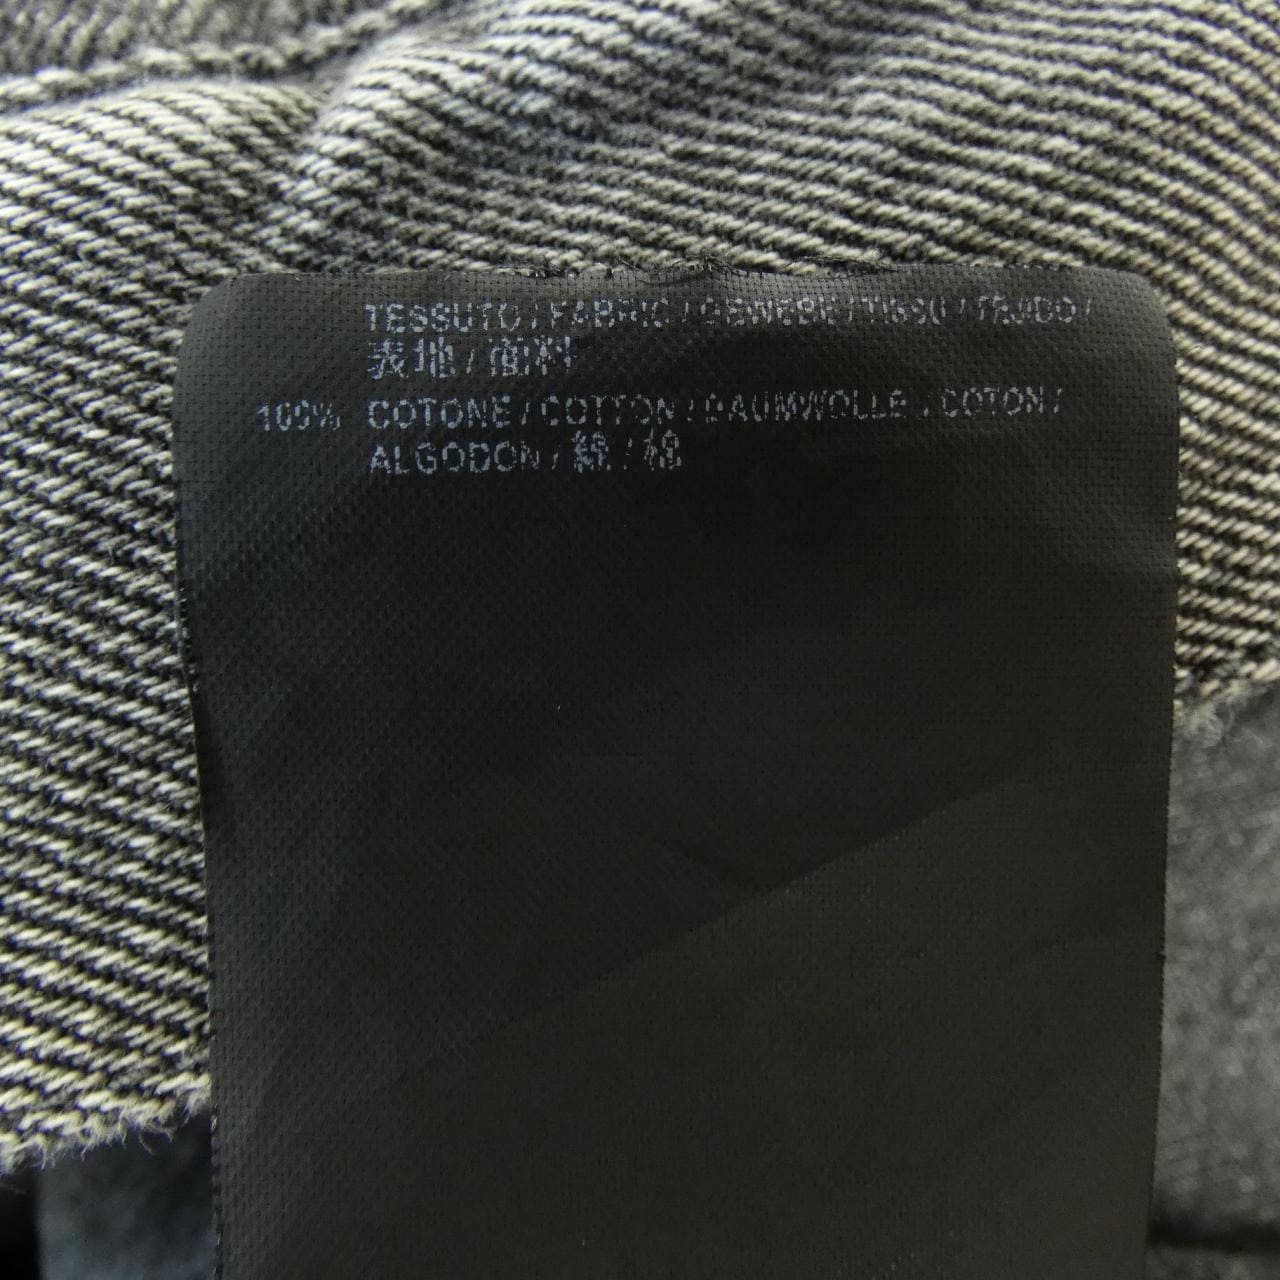 TESSUTO / FABRIC / GEWEBE / TISSU / TEJIDO /
表地 / 面料
100% COTONE / COTTON / BAUMWOLLE / COTON /
ALGODON / 綿 / 棉